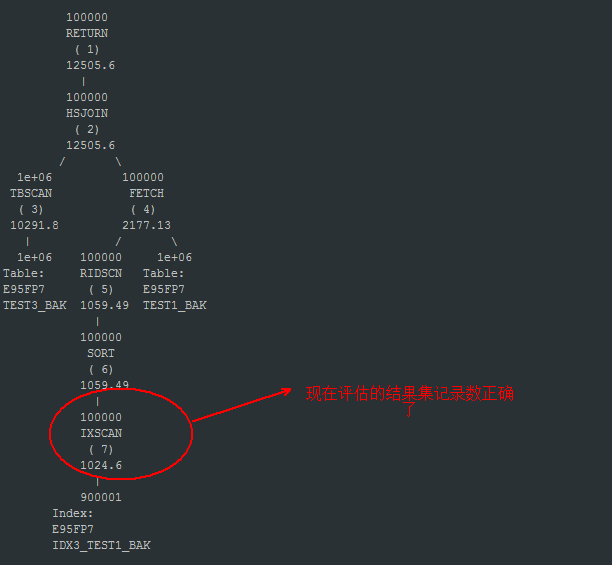 100000
RETURN
( 1)
12505.6
|
100000
HSJOIN
( 2)
12505.6
/ \
1e+06 100000
TBSCAN FETCH
( 3) ( 4)
10291.8 2177.13
| / \
1e+06 100000 1e+06
Table: RIDSCN Table:
E95FP7 ( 5) E95FP7
TEST3_BAK 1059.49 TEST1_BAK
|
100000
SORT
( 6)
1059.49
|
100000
IXSCAN
( 7)
1024.6
|
900001
Index:
E95FP7
IDX3_TEST1_BAK
现在评估的结果集记录数正确
了